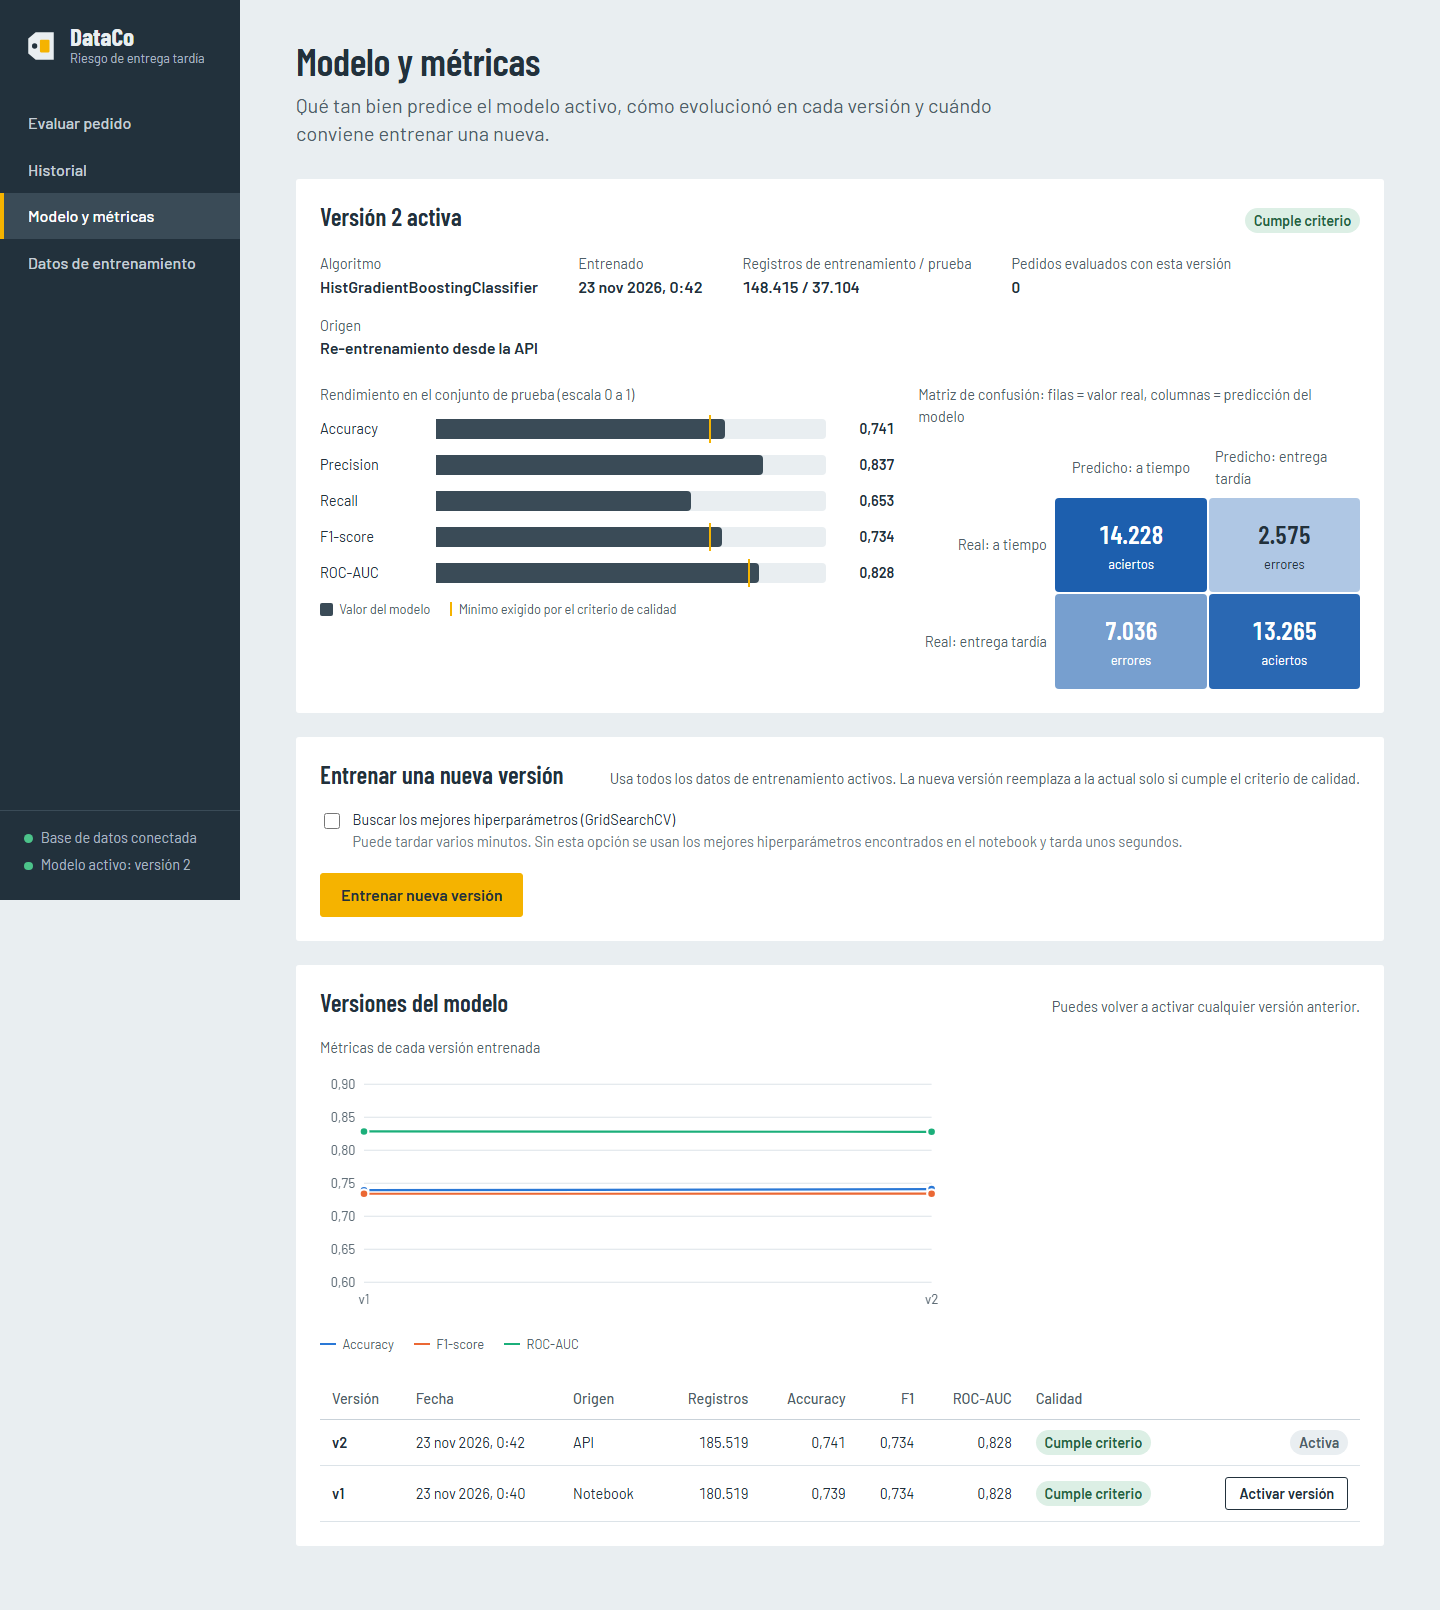 DataCo
Riesgo de entrega tardía
Evaluar pedido
Historial
Modelo y métricas
Datos de entrenamiento
Base de datos conectada
Modelo activo: versión 2
Modelo y métricas
Qué tan bien predice el modelo activo, cómo evolucionó en cada versión y cuándo
conviene entrenar una nueva.
Versión 2 activa
Cumple criterio
Algoritmo
HistGradientBoostingClassifier
Entrenado
23 nov 2026, 0:42
Registros de entrenamiento / prueba
148.415 / 37.104
Pedidos evaluados con esta versión
0
Origen
Re-entrenamiento desde la API
Rendimiento en el conjunto de prueba (escala 0 a 1)
Accuracy 0,741
Precision 0,837
Recall 0,653
F1-score 0,734
ROC-AUC 0,828
Valor del modelo
Mínimo exigido por el criterio de calidad
Matriz de confusión: filas = valor real, columnas = predicción del
modelo
Predicho: a tiempo
Predicho: entrega
tardía
Real: a tiempo
14.228
aciertos
2.575
errores
Real: entrega tardía
7.036
errores
13.265
aciertos
Entrenar una nueva versión
Usa todos los datos de entrenamiento activos. La nueva versión reemplaza a la actual solo si cumple el criterio de calidad.
Buscar los mejores hiperparámetros (GridSearchCV)
Puede tardar varios minutos. Sin esta opción se usan los mejores hiperparámetros encontrados en el notebook y tarda unos segundos.
Entrenar nueva versión
Versiones del modelo
Puedes volver a activar cualquier versión anterior.
Métricas de cada versión entrenada
0,90
0,85
0,80
0,75
0,70
0,65
0,60
v1 v2
Accuracy F1-score ROC-AUC
Versión Fecha Origen Registros Accuracy F1 ROC-AUC Calidad
v2 23 nov 2026, 0:42 API 185.519 0,741 0,734 0,828 Cumple criterio Activa
v1 23 nov 2026, 0:40 Notebook 180.519 0,739 0,734 0,828 Cumple criterio Activar versión